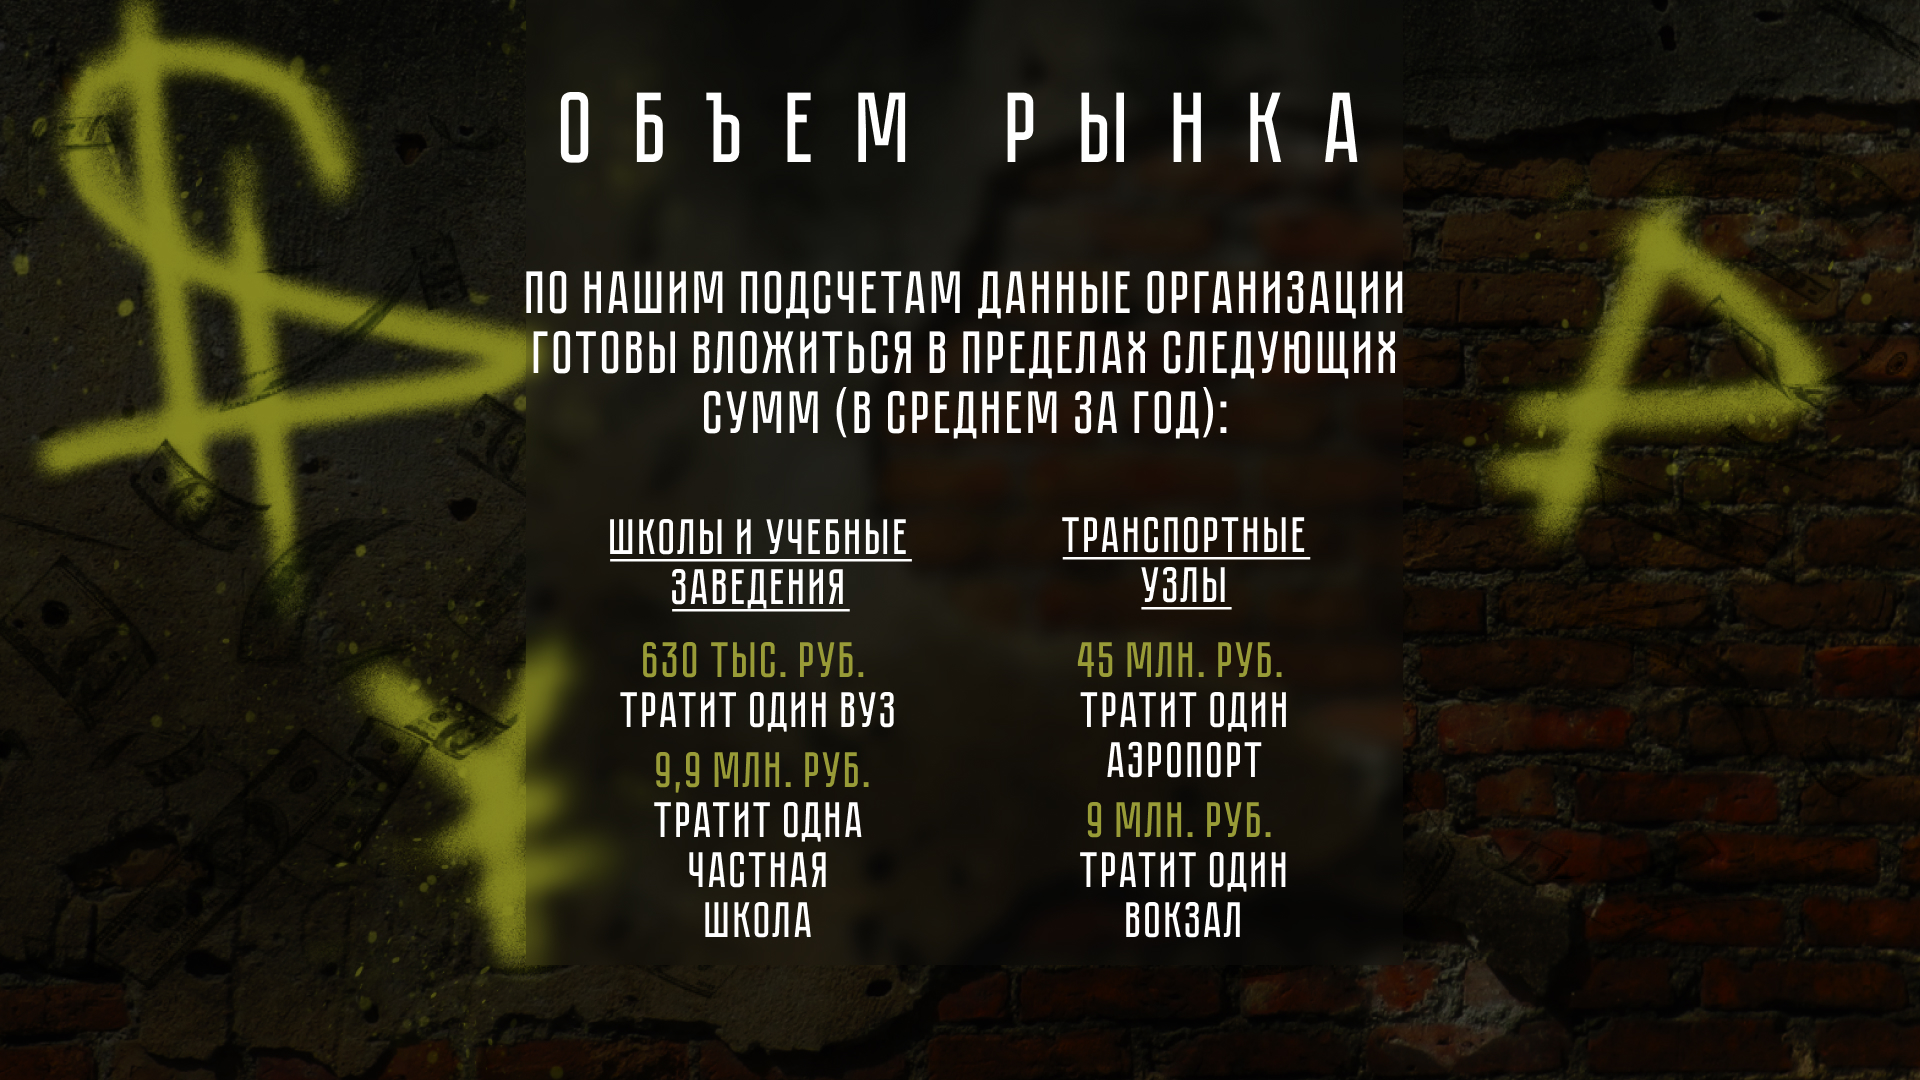 ОБЪЕМ РЫНКА
ПО НАШИМ ПОДСЧЕТАМ ДАННЫЕ ОРГАНИЗАЦИИ
ГОТОВЫ ВЛОЖИТЬСЯ В ПРЕДЕЛАХ СЛЕДУЮЩИХ
СУММ (В СРЕДНЕМ ЗА ГОД):
ШКОЛЫ И УЧЕБНЫЕ
ЗАВЕДЕНИЯ
630 ТЫС. РУБ.
ТРАТИТ ОДИН ВУЗ
9,9 МЛН. РУБ.
ТРАТИТ ОДНА
ЧАСТНАЯ
ШКОЛА
ТРАНСПОРТНЫЕ
УЗЛЫ
45 МЛН. РУБ.
ТРАТИТ ОДИН
АЭРОПОРТ
9 МЛН. РУБ.
ТРАТИТ ОДИН
ВОКЗАЛ